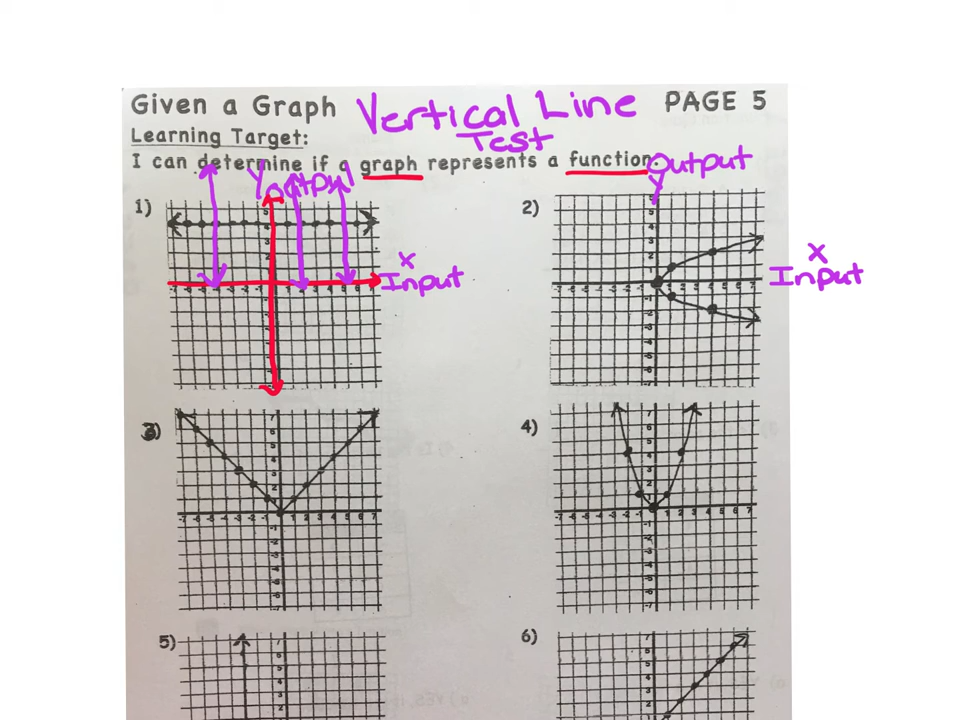 Given a Graph Vertical Line PAGE 5
Test
Learning Target:
I can determine if a graph represents a function.
Output
Y output
Y
1)
2)
X
Input
X
Input
3)
4)
5)
6)